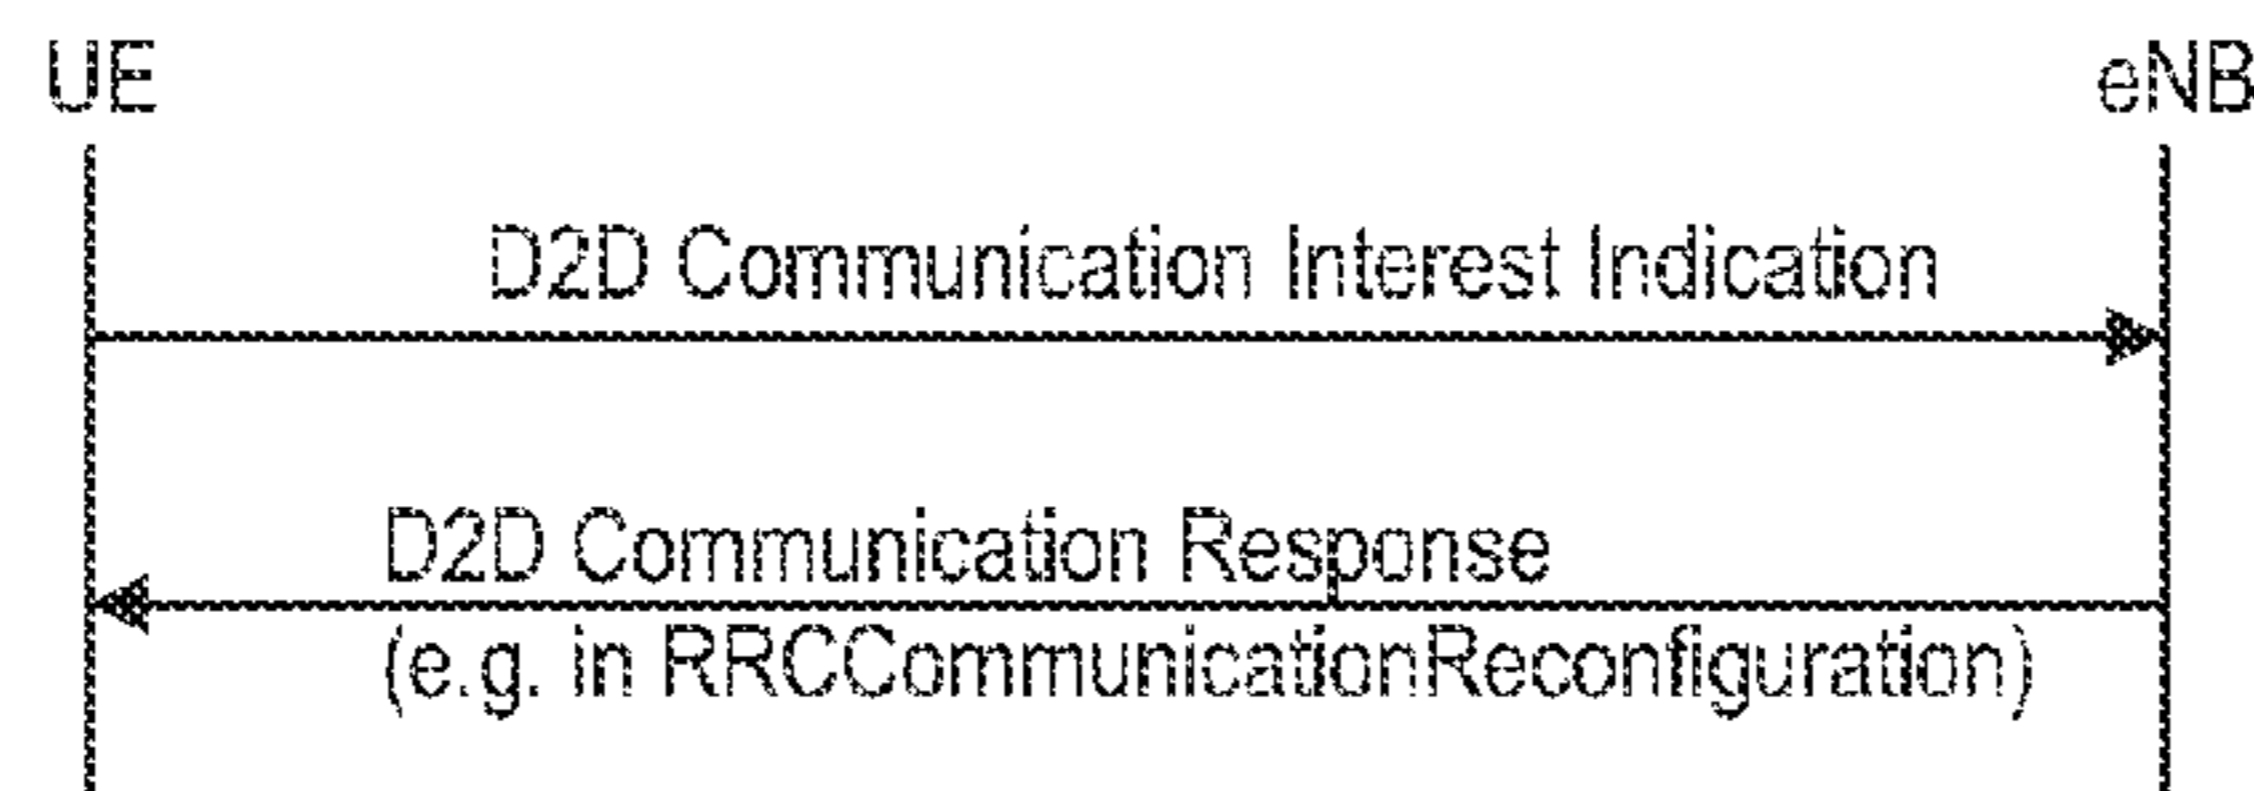 UE eNB
D2D Communication Interest Indication
D2D Communication Response
(e.g. in RRCCommunicationReconfiguration)